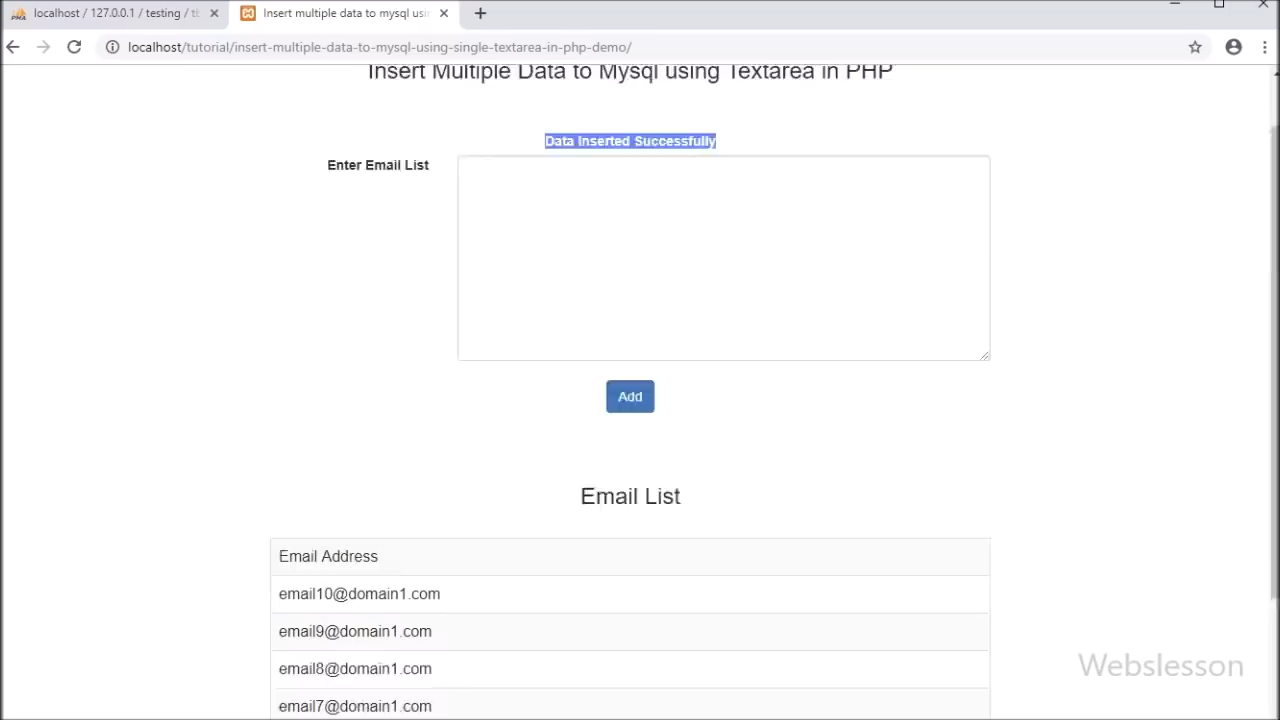 localhost / 127.0.0.1 / testing / tb
Insert multiple data to mysql usin
localhost/tutorial/insert-multiple-data-to-mysql-using-single-textarea-in-php-demo/
Insert Multiple Data to Mysql using Textarea in PHP
Data Inserted Successfully
Enter Email List
Add
Email List
Email Address
email10@domain1.com
email9@domain1.com
email8@domain1.com
email7@domain1.com
Webslesson